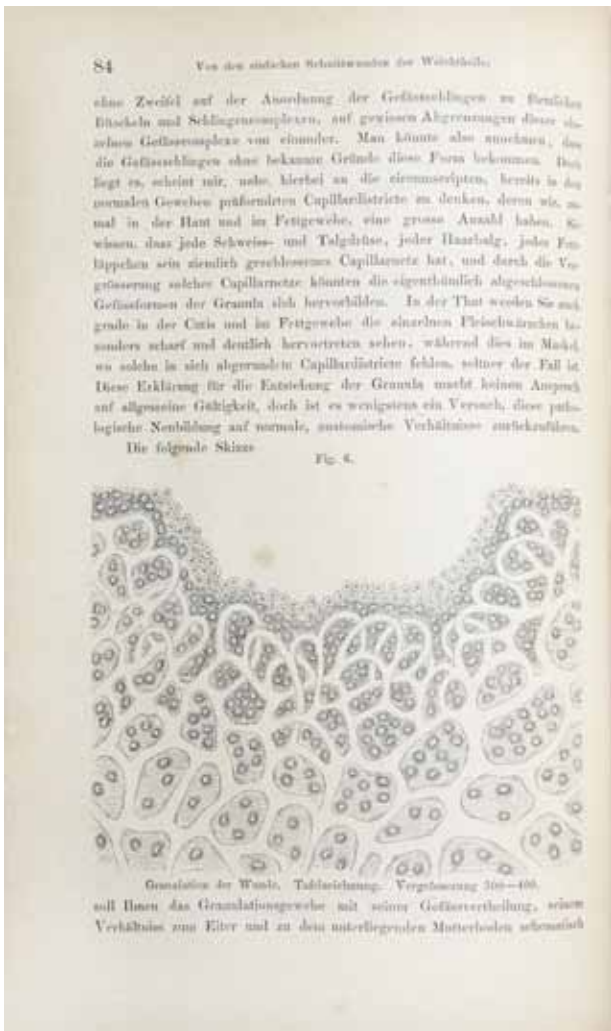 84 Von den einfachen Schnittwunden der Weichtheile.
ohne Zweifel auf der Anordnung der Gefässschlingen zu förmlichen
Büscheln und Schlingencomplexen, auf gewissen Abgrenzungen dieser
zelnen Gefässcomplexe von einander. Man könnte also annehmen, dass
die Gefässschlingen ohne bekannte Gründe diese Form bekommen. Doch
liegt es, scheint mir, nahe, hierbei an die circumscripten, bereits in den
normalen Geweben präformirten Capillardistricte zu denken, deren wir, zu-
mal in der Haut und im Fettgewebe, eine grosse Anzahl haben. Sie
wissen, dass jede Schweiss- und Talgdrüse, jeder Haarbalg, jedes Fett-
läppchen sein ziemlich geschlossenes Capillarnetz hat, und durch die Ver-
grösserung solcher Capillarnetze könnten die eigenthümlich abgeschlossenen
Gefässformen der Granula sich hervorbilden. In der That werden Sie auch
grade in der Cutis und im Fettgewebe die einzelnen Fleischwärzchen be-
sonders scharf und deutlich hervortreten sehen, während dies im Muskel,
wo solche in sich abgerundete Capillardistricte fehlen, seltner der Fall ist.
Diese Erklärung für die Entstehung der Granula macht keinen Anspruch
auf allgemeine Gültigkeit, doch ist es wenigstens ein Versuch, diese patho-
logische Neubildung auf normale, anatomische Verhältnisse zurückzuführen.
Die folgende Skizze
Fig. 6.
Granulation der Wunde. Tafelzeichnung. Vergrösserung 300—400.
soll Ihnen das Granulationsgewebe mit seiner Gefässvertheilung, seinem
Verhältniss zum Eiter und zu dem unterliegenden Mutterboden schematisch